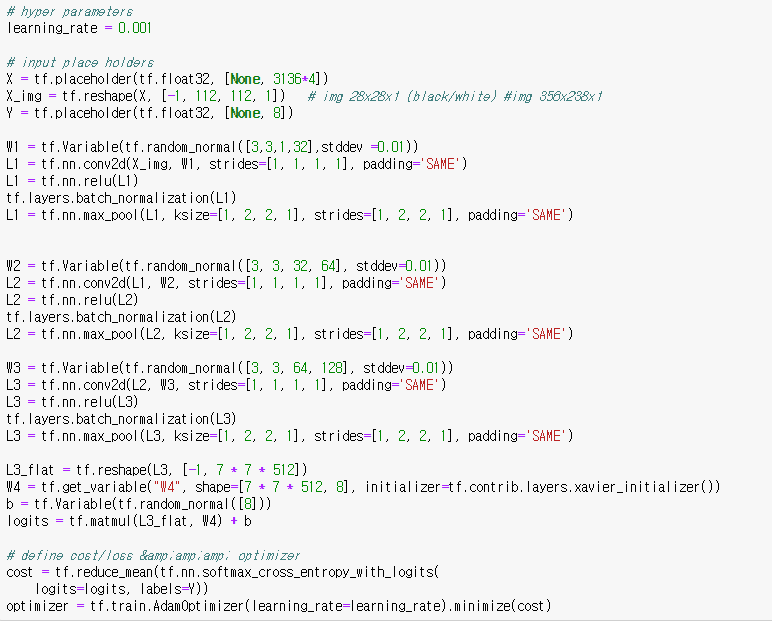 # hyper parameters
learning_rate = 0.001
# input place holders
X = tf.placeholder(tf.float32, [None, 3136*4])
X_img = tf.reshape(X, [-1, 112, 112, 1])   # img 28x28x1 (black/white) #img 356x238x1
Y = tf.placeholder(tf.float32, [None, 8])
W1 = tf.Variable(tf.random_normal([3,3,1,32],stddev =0.01))
L1 = tf.nn.conv2d(X_img, W1, strides=[1, 1, 1, 1], padding='SAME')
L1 = tf.nn.relu(L1)
tf.layers.batch_normalization(L1)
L1 = tf.nn.max_pool(L1, ksize=[1, 2, 2, 1], strides=[1, 2, 2, 1], padding='SAME')
W2 = tf.Variable(tf.random_normal([3, 3, 32, 64], stddev=0.01))
L2 = tf.nn.conv2d(L1, W2, strides=[1, 1, 1, 1], padding='SAME')
L2 = tf.nn.relu(L2)
tf.layers.batch_normalization(L2)
L2 = tf.nn.max_pool(L2, ksize=[1, 2, 2, 1], strides=[1, 2, 2, 1], padding='SAME')
W3 = tf.Variable(tf.random_normal([3, 3, 64, 128], stddev=0.01))
L3 = tf.nn.conv2d(L2, W3, strides=[1, 1, 1, 1], padding='SAME')
L3 = tf.nn.relu(L3)
tf.layers.batch_normalization(L3)
L3 = tf.nn.max_pool(L3, ksize=[1, 2, 2, 1], strides=[1, 2, 2, 1], padding='SAME')
L3_flat = tf.reshape(L3, [-1, 7 * 7 * 512])
W4 = tf.get_variable("W4", shape=[7 * 7 * 512, 8], initializer=tf.contrib.layers.xavier_initializer())
b = tf.Variable(tf.random_normal([8]))
logits = tf.matmul(L3_flat, W4) + b
# define cost/loss &amp;amp;amp; optimizer
cost = tf.reduce_mean(tf.nn.softmax_cross_entropy_with_logits(
    logits=logits, labels=Y))
optimizer = tf.train.AdamOptimizer(learning_rate=learning_rate).minimize(cost)